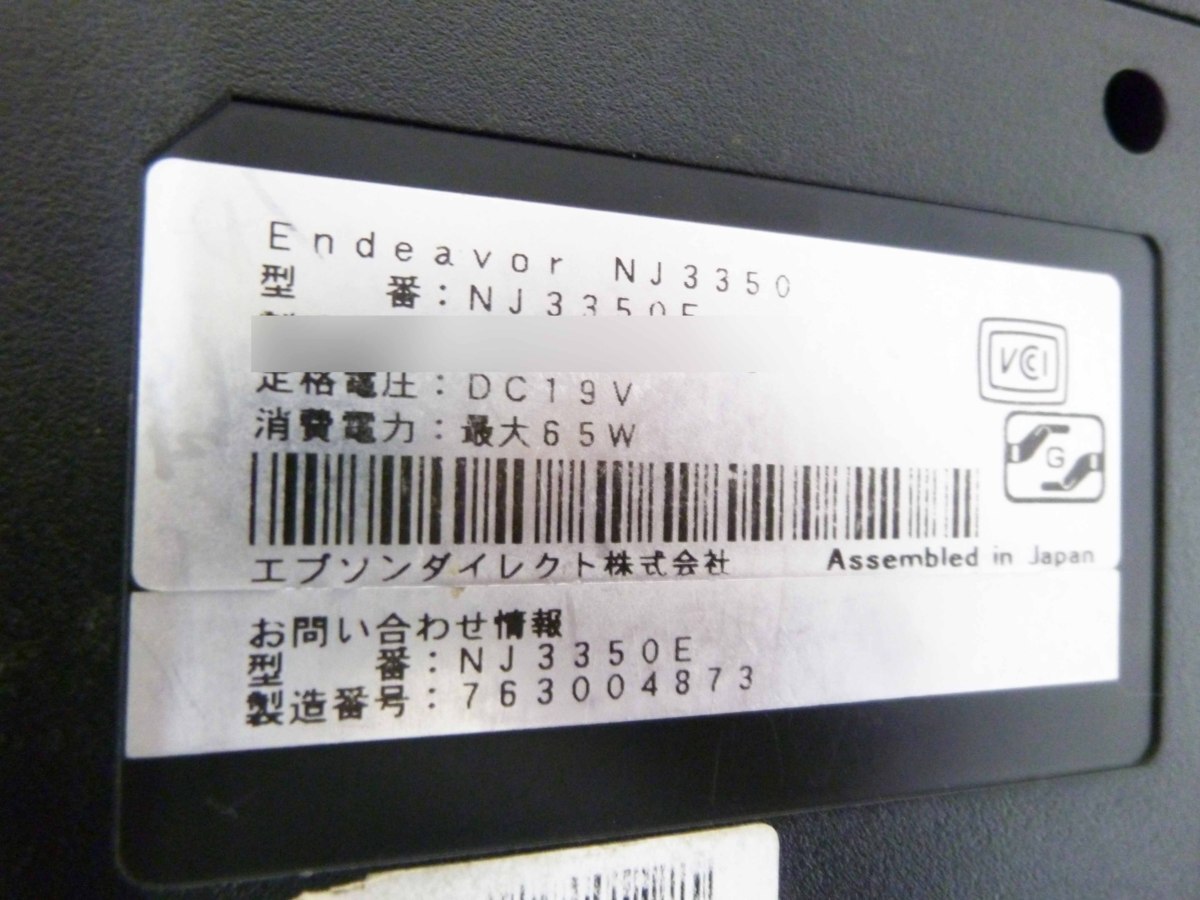 Endeavor NJ3350
型　　番：NJ3350E
定格電圧：DC19V
消費電力：最大65W
VCCI
G
エプソンダイレクト株式会社 Assembled in Japan
お問い合わせ情報
型　　番：NJ3350E
製造番号：763004873